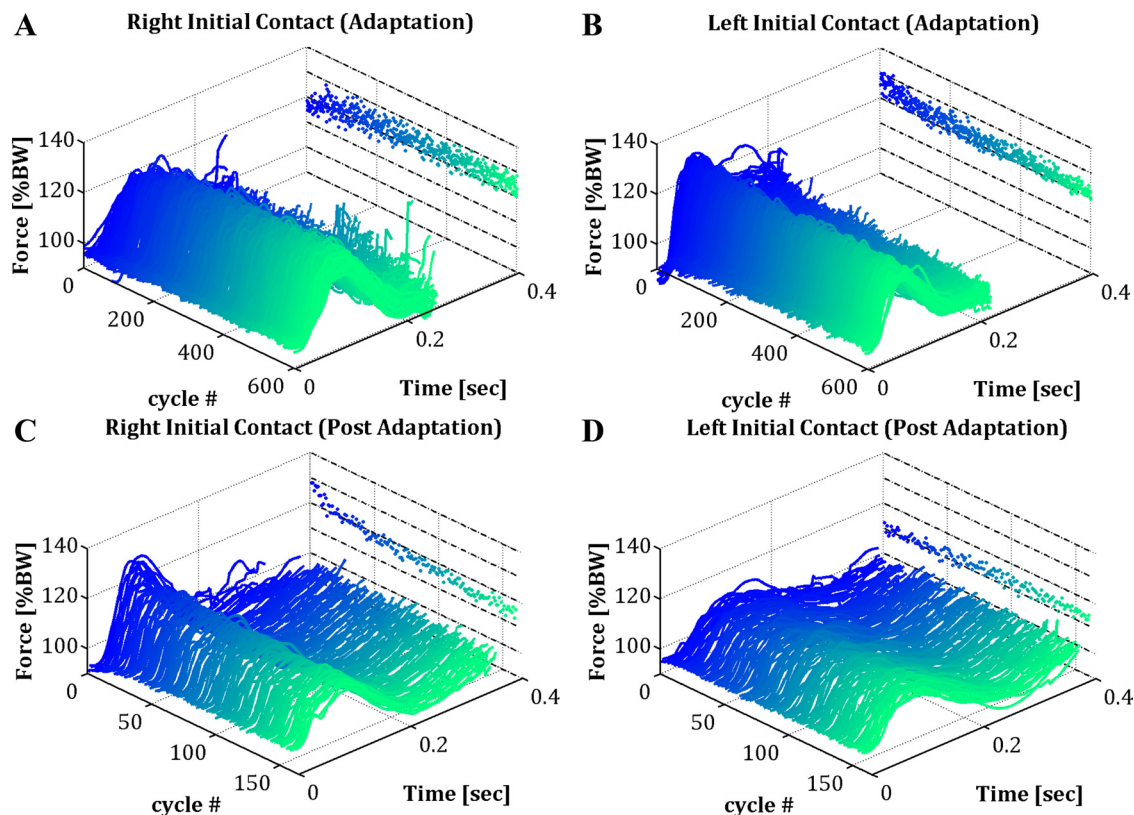 A
Right Initial Contact (Adaptation)
Force [%BW]
140
120
100
0
200
400
600
cycle #
0
0.2
0.4
Time [sec]
B
Left Initial Contact (Adaptation)
Force [%BW]
140
120
100
0
200
400
600
cycle #
0
0.2
0.4
Time [sec]
C
Right Initial Contact (Post Adaptation)
Force [%BW]
140
120
100
0
50
100
150
cycle #
0
0.2
0.4
Time [sec]
D
Left Initial Contact (Post Adaptation)
Force [%BW]
140
120
100
0
50
100
150
cycle #
0
0.2
0.4
Time [sec]